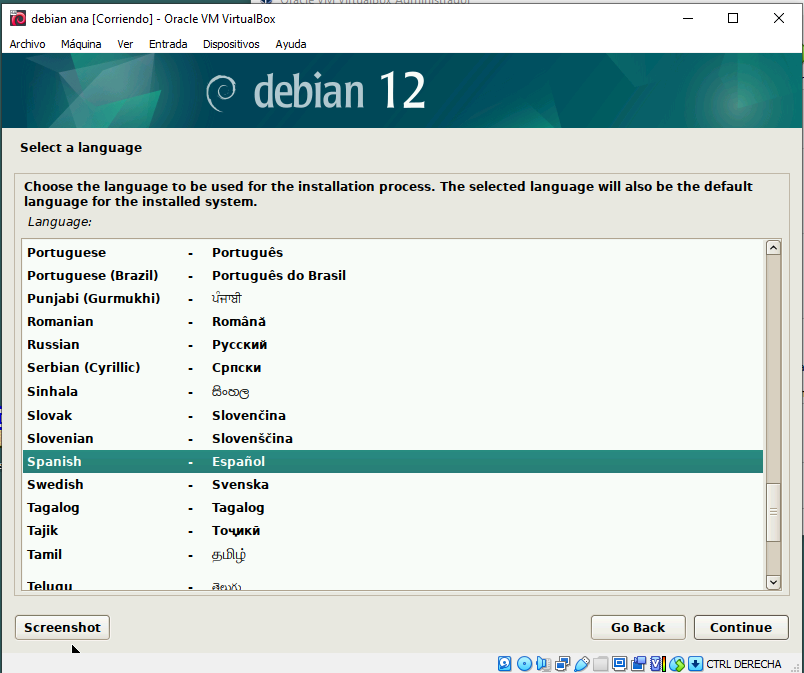 Oracle VM VirtualBox Administrador
debian ana [Corriendo] - Oracle VM VirtualBox
Archivo Máquina Ver Entrada Dispositivos Ayuda
debian 12
Select a language
Choose the language to be used for the installation process. The selected language will also be the default
language for the installed system.
Language:
Portuguese - Português
Portuguese (Brazil) - Português do Brasil
Punjabi (Gurmukhi) - ਪੰਜਾਬੀ
Romanian - Română
Russian - Русский
Serbian (Cyrillic) - Српски
Sinhala - සිංහල
Slovak - Slovenčina
Slovenian - Slovenščina
Spanish - Español
Swedish - Svenska
Tagalog - Tagalog
Tajik - Тоҷикӣ
Tamil - தமிழ்
Telugu - తెలుగు
Screenshot Go Back Continue
CTRL DERECHA